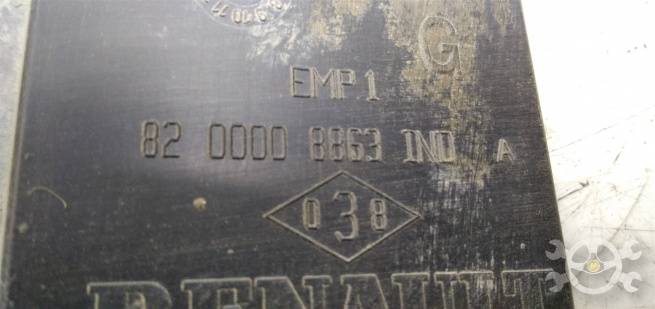 G
EMP.1
82 0000 8863 IND A
038
RENAULT